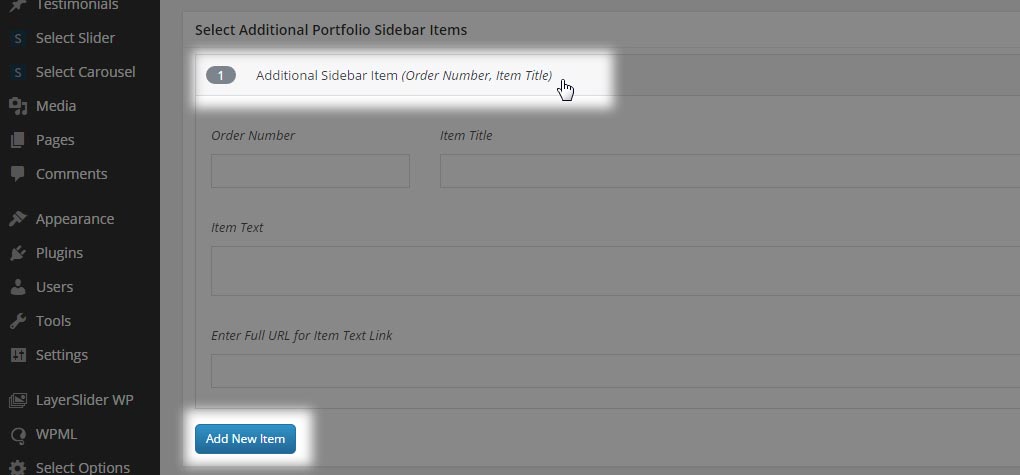 Testimonials
Select Slider
Select Carousel
Media
Pages
Comments
Appearance
Plugins
Users
Tools
Settings
LayerSlider WP
WPML
Select Options
Select Additional Portfolio Sidebar Items
1 Additional Sidebar Item (Order Number, Item Title)
Order Number Item Title
Item Text
Enter Full URL for Item Text Link
Add New Item